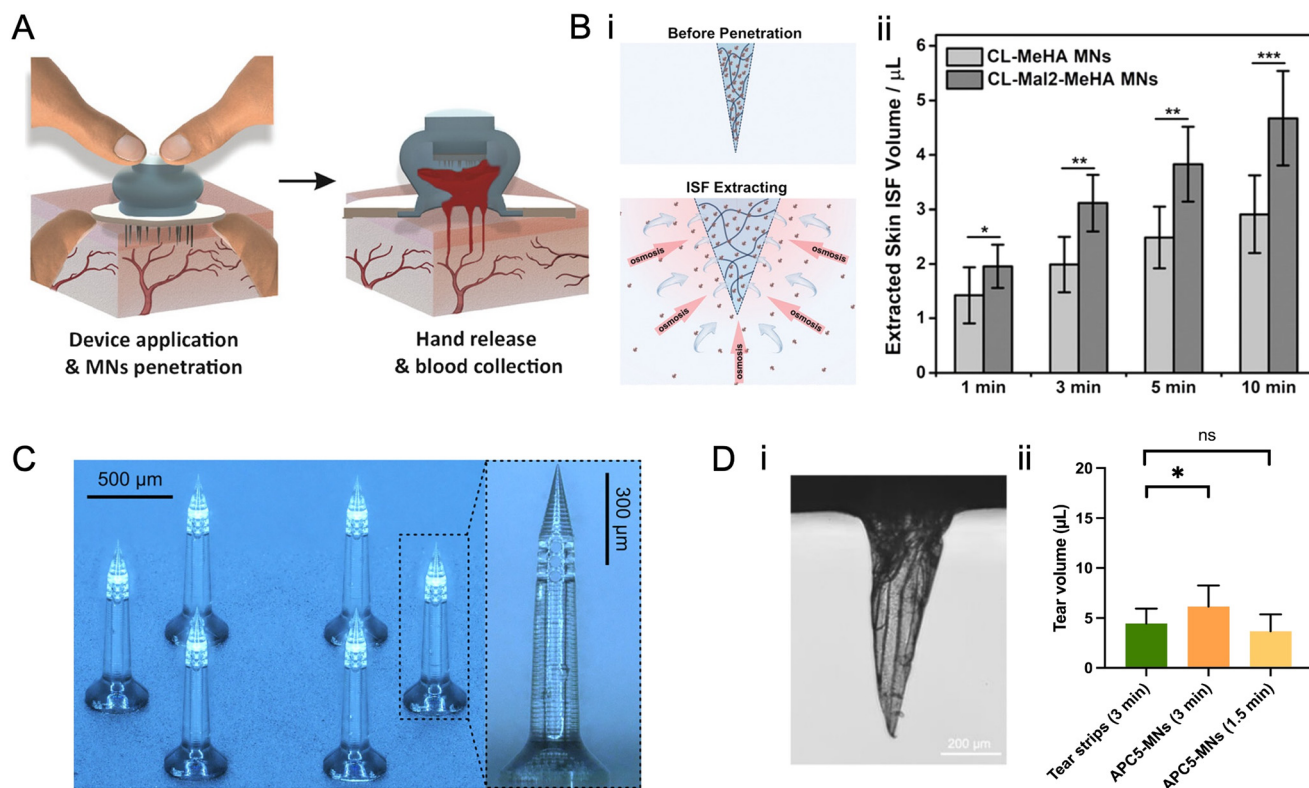 A
Device application
& MNs penetration
Hand release
& blood collection
B
i
Before Penetration
ISF Extracting
osmosis
osmosis
osmosis
osmosis
osmosis
ii
Extracted Skin ISF Volume / μL
6
5
4
3
2
1
0
CL-MeHA MNs
CL-Mal2-MeHA MNs
*
**
**
***
1 min
3 min
5 min
10 min
C
500 μm
300 μm
D
i
200 μm
ii
ns
*
Tear volume (μL)
20
15
10
5
0
Tear strips (3 min)
APC5-MNs (3 min)
APC5-MNs (1.5 min)